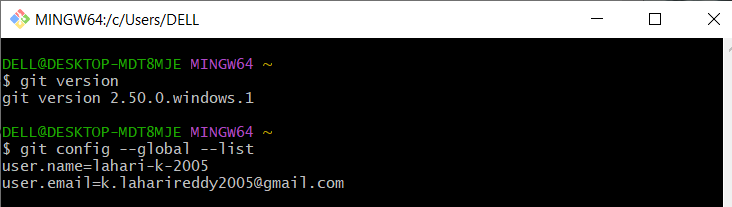 MINGW64:/c/Users/DELL
DELL@DESKTOP-MDT8MJE MINGW64 ~
$ git version
git version 2.50.0.windows.1
DELL@DESKTOP-MDT8MJE MINGW64 ~
$ git config --global --list
user.name=lahari-k-2005
user.email=k.laharireddy2005@gmail.com